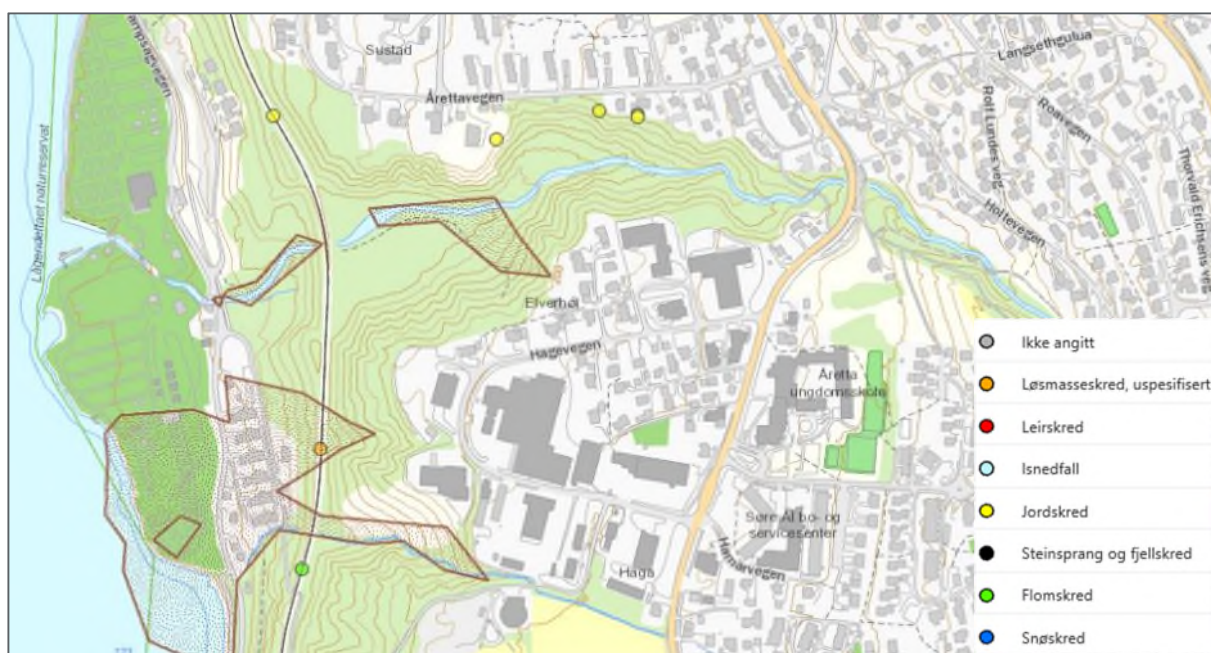 Sustad
Langsethgutua
Årettavegen
Roavegen
Rolf Lundes veg
Holtevegen
Thorvald Erichsens veg
Lågendeltaet naturreservat
Elverhøi
Hagevegen
Åretta
ungdomsskole
Søre Ål bo- og
servicesenter
Hamarvegen
Haga
Ikke angitt
Løsmasseskred, uspesifisert
Leirskred
Isnedfall
Jordskred
Steinsprang og fjellskred
Flomskred
Snøskred